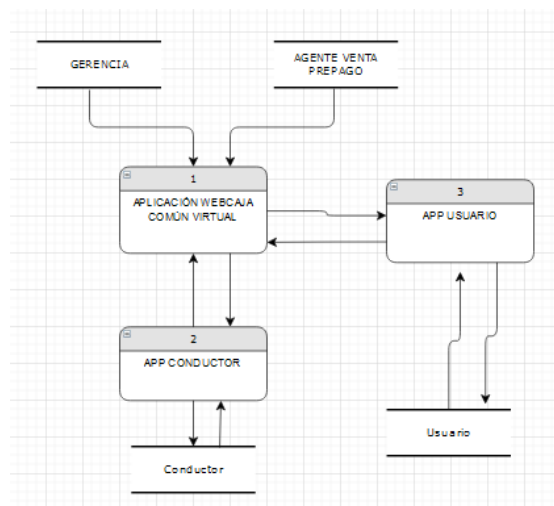 GERENCIA
AGENTE VENTA
PREPAGO
1
APLICACIÓN WEBCAJA
COMÚN VIRTUAL
3
APP USUARIO
2
APP CONDUCTOR
Usuario
Conductor